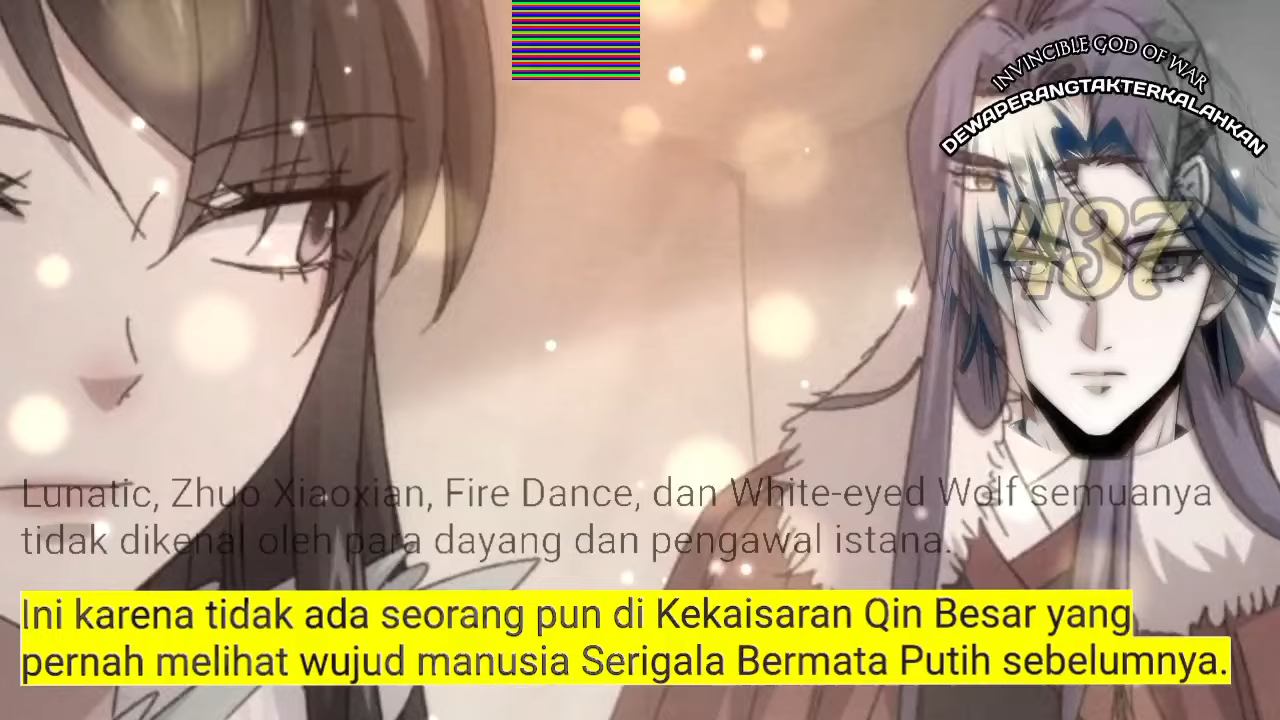 INVINCIBLE GOD OF WAR
DEWAPERANGTAKTERKALAHKAN
437
Lunatic, Zhuo Xiaoxian, Fire Dance, dan White-eyed Wolf semuanya
tidak dikenal oleh para dayang dan pengawal istana.
Ini karena tidak ada seorang pun di Kekaisaran Qin Besar yang
pernah melihat wujud manusia Serigala Bermata Putih sebelumnya.